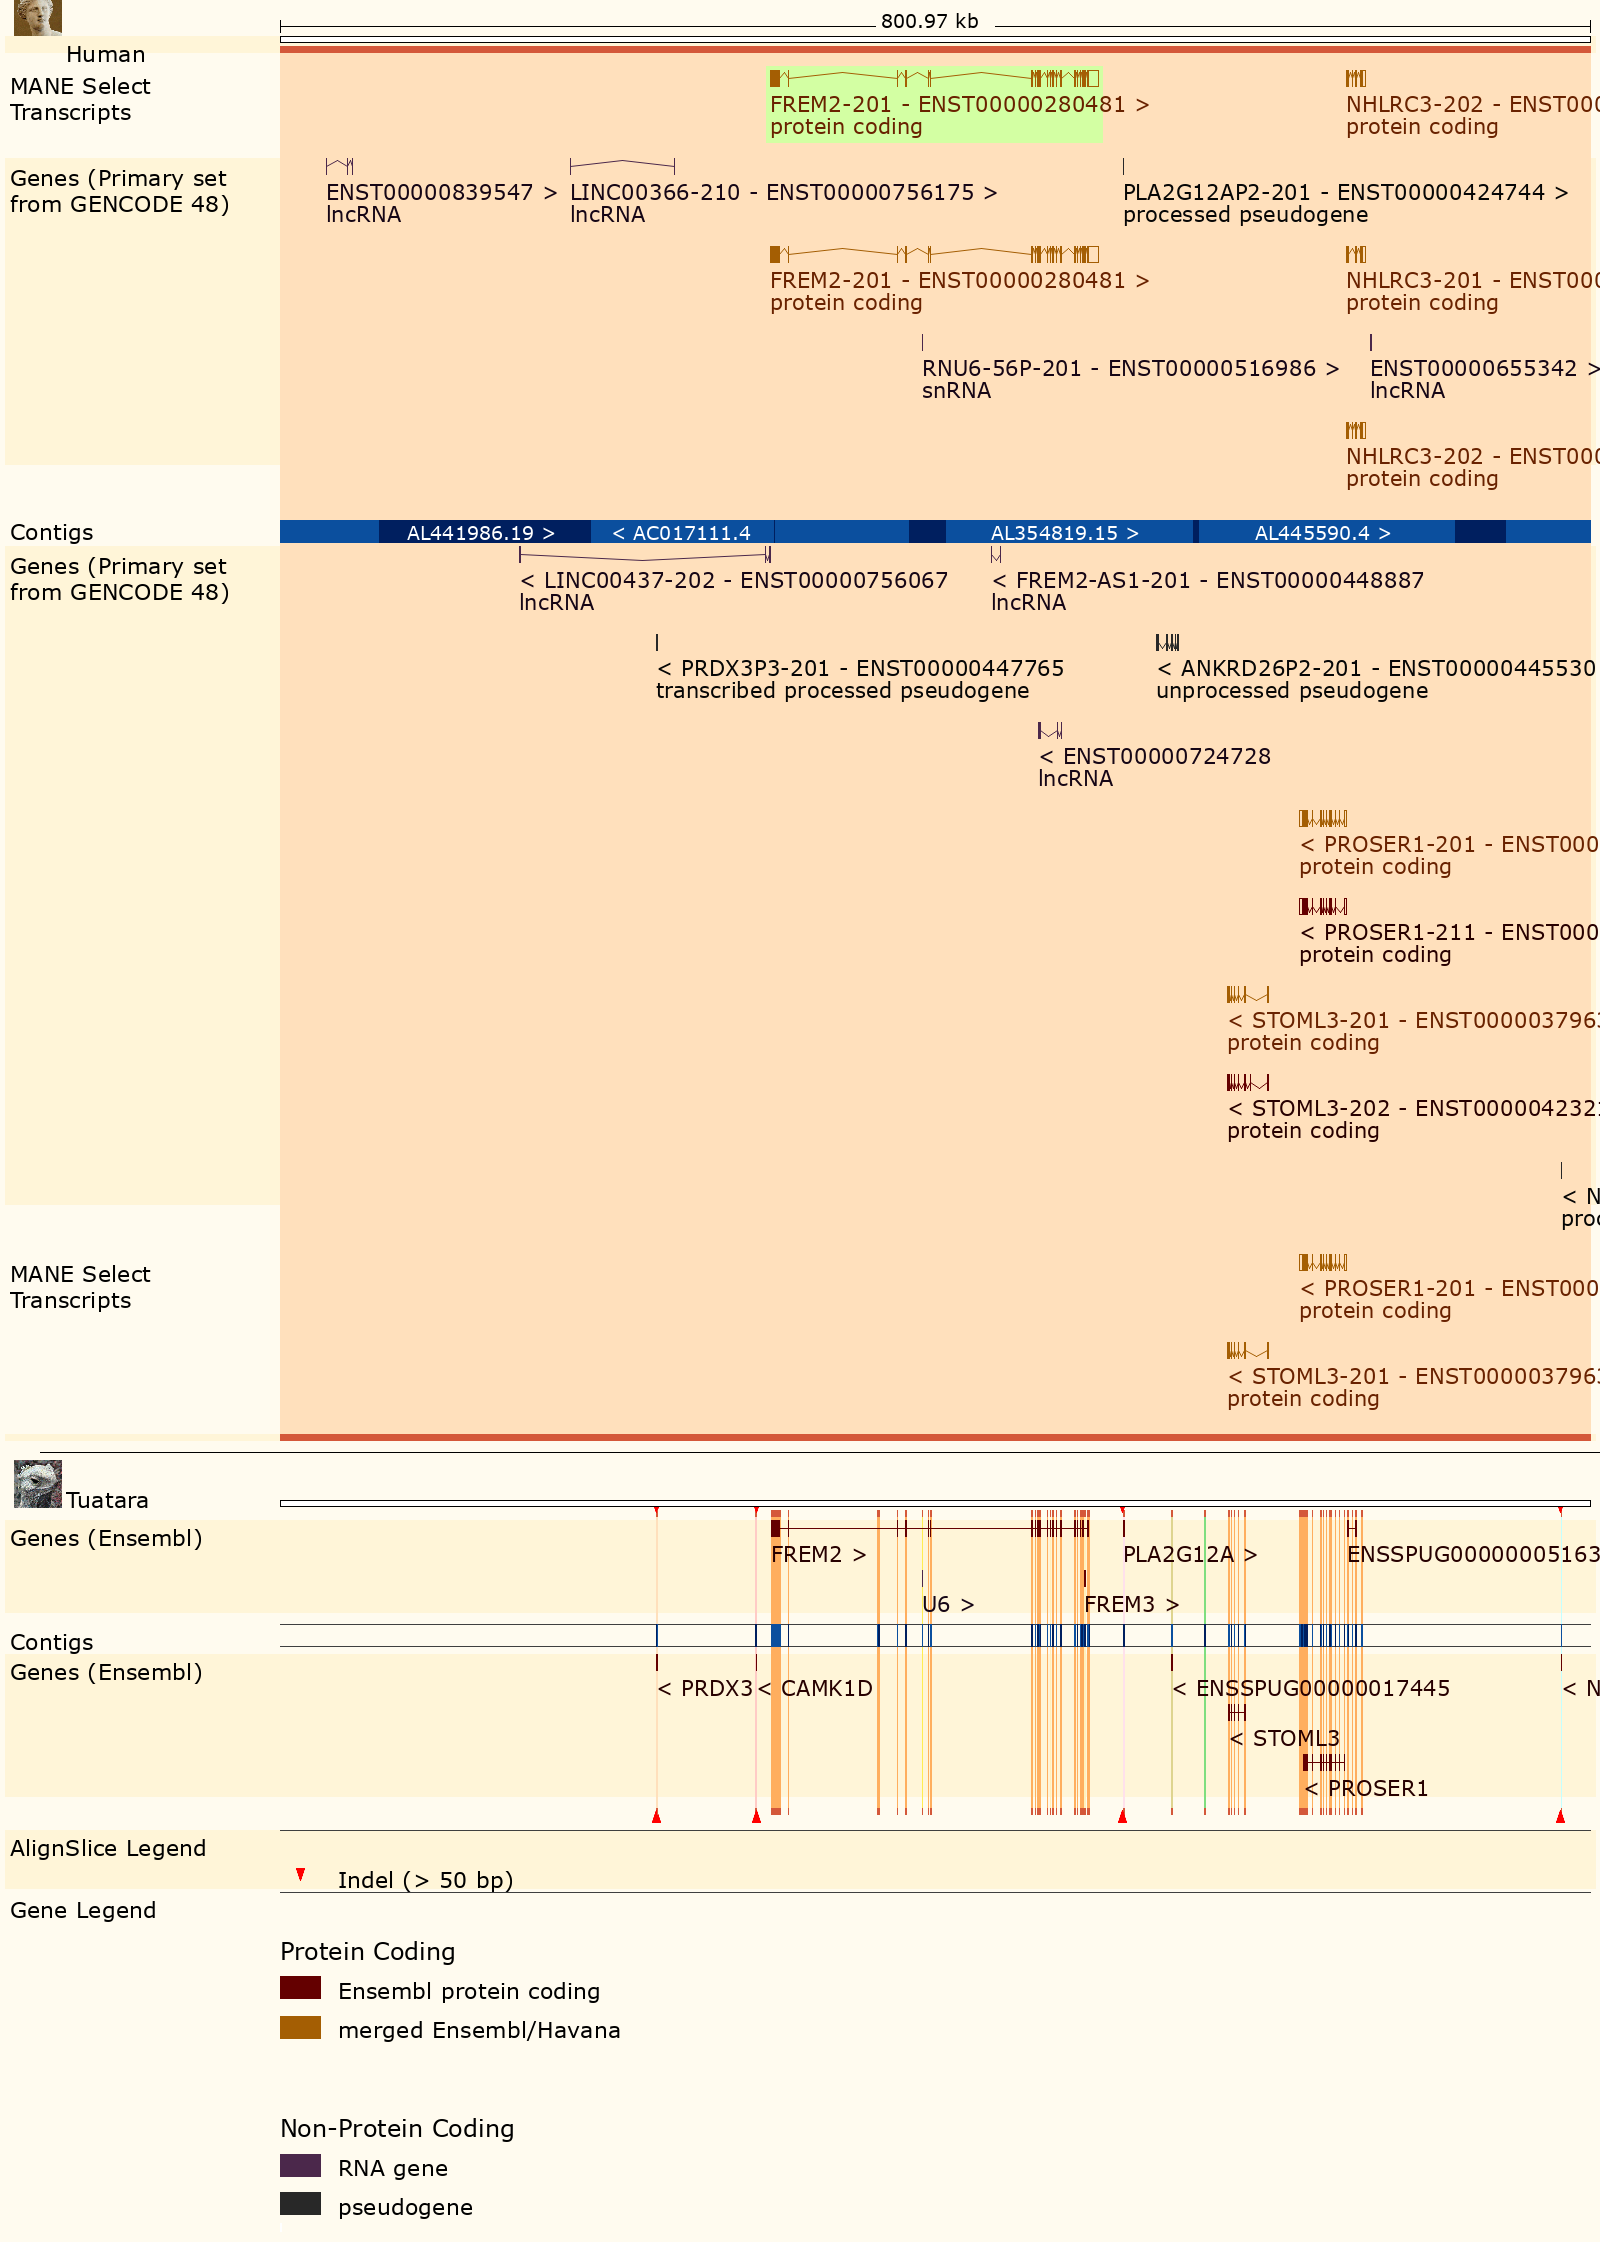 800.97 kb
Human
MANE Select
Transcripts
FREM2-201 - ENST00000280481 >
protein coding
NHLRC3-202 - ENST000
protein coding
Genes (Primary set
from GENCODE 48)
ENST00000839547 >
lncRNA
LINC00366-210 - ENST00000756175 >
lncRNA
PLA2G12AP2-201 - ENST00000424744 >
processed pseudogene
FREM2-201 - ENST00000280481 >
protein coding
NHLRC3-201 - ENST000
protein coding
RNU6-56P-201 - ENST00000516986 >
snRNA
ENST00000655342 >
lncRNA
NHLRC3-202 - ENST000
protein coding
Contigs
AL441986.19 >
< AC017111.4
AL354819.15 >
AL445590.4 >
Genes (Primary set
from GENCODE 48)
< LINC00437-202 - ENST00000756067
lncRNA
< FREM2-AS1-201 - ENST00000448887
lncRNA
< PRDX3P3-201 - ENST00000447765
transcribed processed pseudogene
< ANKRD26P2-201 - ENST00000445530
unprocessed pseudogene
< ENST00000724728
lncRNA
< PROSER1-201 - ENST000
protein coding
< PROSER1-211 - ENST000
protein coding
< STOML3-201 - ENST0000037963
protein coding
< STOML3-202 - ENST0000042321
protein coding
< N
proc
MANE Select
Transcripts
< PROSER1-201 - ENST000
protein coding
< STOML3-201 - ENST0000037963
protein coding
Tuatara
Genes (Ensembl)
FREM2 >
PLA2G12A >
ENSSPUG00000005163
U6 >
FREM3 >
Contigs
Genes (Ensembl)
< PRDX3
< CAMK1D
< ENSSPUG00000017445
< N
< STOML3
< PROSER1
AlignSlice Legend
Indel (> 50 bp)
Gene Legend
Protein Coding
Ensembl protein coding
merged Ensembl/Havana
Non-Protein Coding
RNA gene
pseudogene